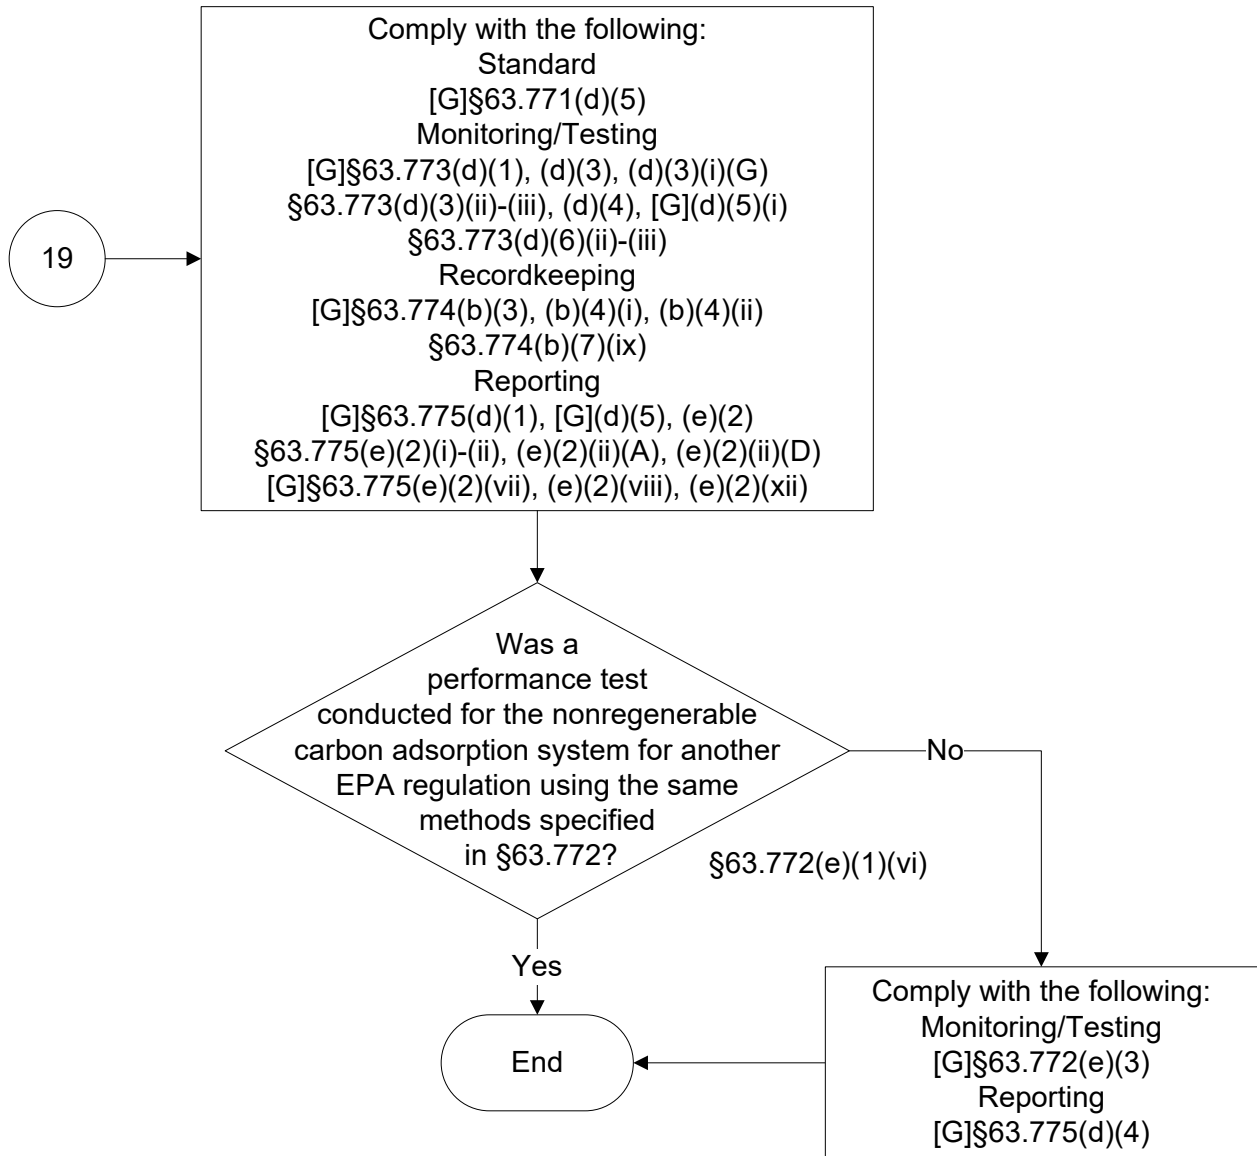 Comply with the following:
Standard
[G]§63.771(d)(5)
Monitoring/Testing
[G]§63.773(d)(1), (d)(3), (d)(3)(i)(G)
§63.773(d)(3)(ii)-(iii), (d)(4), [G](d)(5)(i)
§63.773(d)(6)(ii)-(iii)
Recordkeeping
[G]§63.774(b)(3), (b)(4)(i), (b)(4)(ii)
§63.774(b)(7)(ix)
Reporting
[G]§63.775(d)(1), [G](d)(5), (e)(2)
§63.775(e)(2)(i)-(ii), (e)(2)(ii)(A), (e)(2)(ii)(D)
[G]§63.775(e)(2)(vii), (e)(2)(viii), (e)(2)(xii)
19
Was a
performance test
conducted for the nonregenerable
carbon adsorption system for another
EPA regulation using the same
methods specified
in §63.772?
No
§63.772(e)(1)(vi)
Yes
End
Comply with the following:
Monitoring/Testing
[G]§63.772(e)(3)
Reporting
[G]§63.775(d)(4)